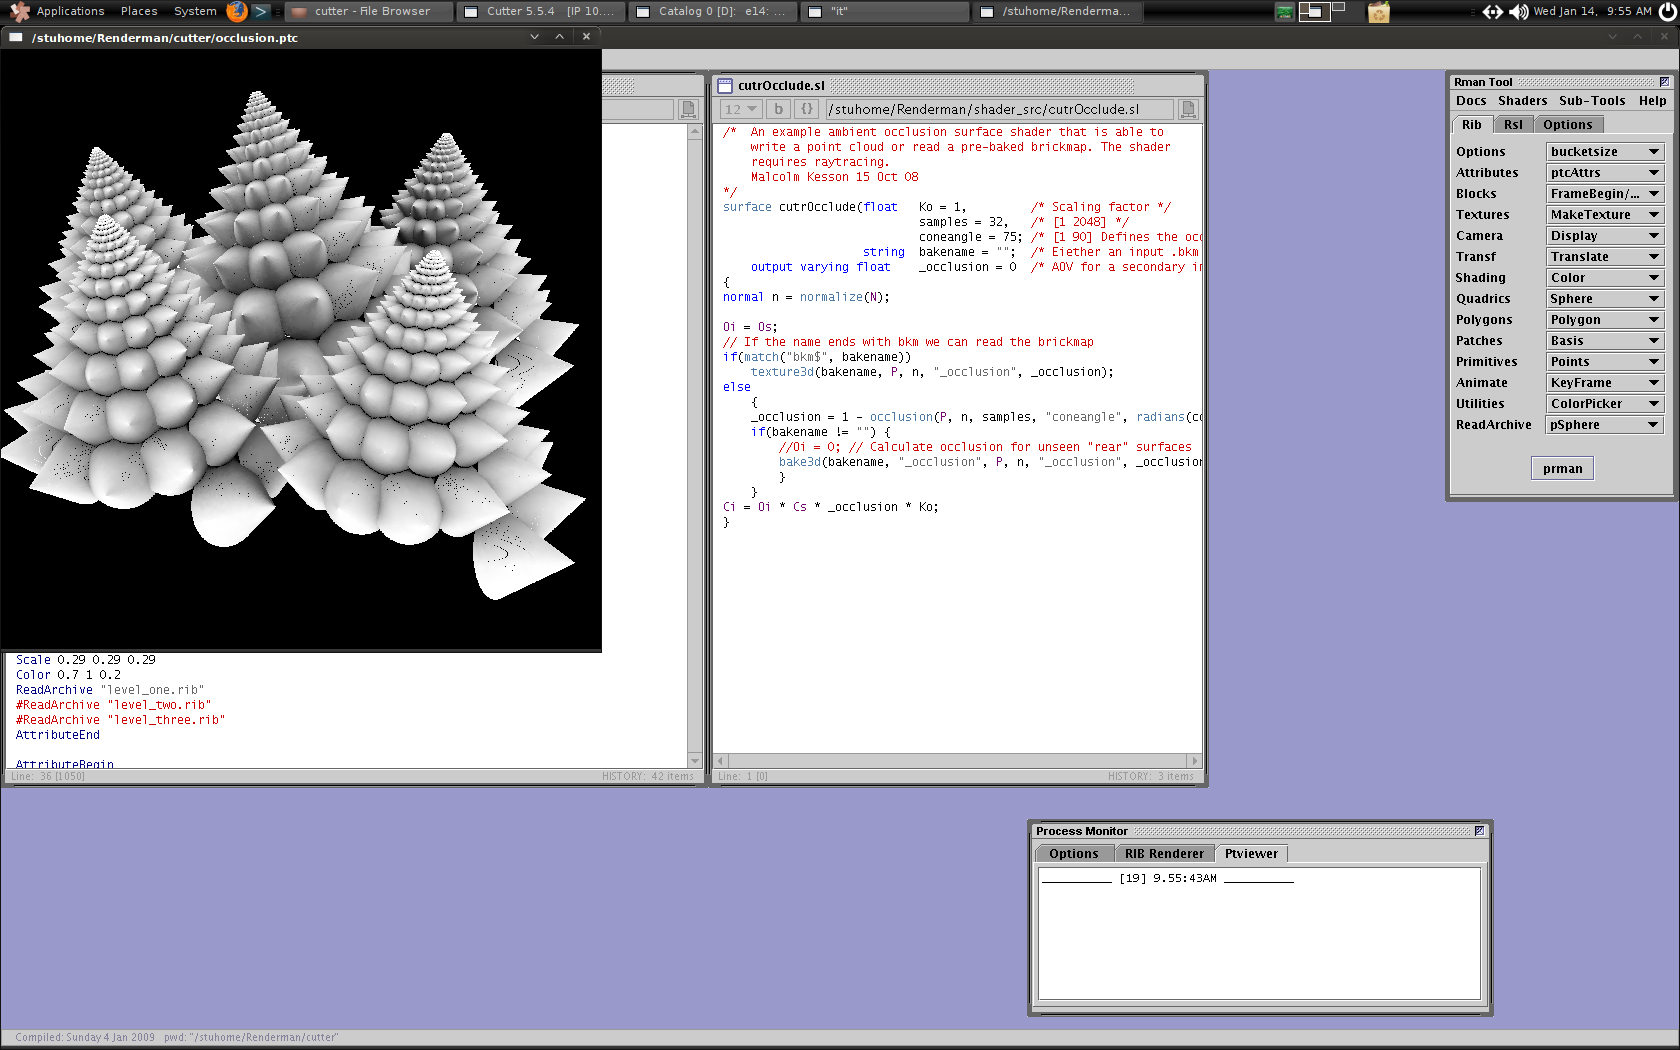 Applications Places System cutter - File Browser Cutter 5.5.4 [IP 10.... Catalog 0 [D]: e14: ... "it" /stuhome/Renderma... Wed Jan 14, 9:55 AM
/stuhome/Renderman/cutter/occlusion.ptc
Scale 0.29 0.29 0.29
Color 0.7 1 0.2
ReadArchive "level_one.rib"
#ReadArchive "level_two.rib"
#ReadArchive "level_three.rib"
AttributeEnd
AttributeBegin
Line: 36 [1050] HISTORY: 42 items
cutrOcclude.sl
12 b {} /stuhome/Renderman/shader_src/cutrOcclude.sl
/* An example ambient occlusion surface shader that is able to
write a point cloud or read a pre-baked brickmap. The shader
requires raytracing.
Malcolm Kesson 15 Oct 08
*/
surface cutrOcclude(float Ko = 1, /* Scaling factor */
samples = 32, /* [1 2048] */
coneangle = 75; /* [1 90] Defines the occ
string bakename = ""; /* Eiether an input .bkm
output varying float _occlusion = 0 /* AOV for a secondary in
{
normal n = normalize(N);
Oi = Os;
// If the name ends with bkm we can read the brickmap
if(match("bkm$", bakename))
texture3d(bakename, P, n, "_occlusion", _occlusion);
else
{
_occlusion = 1 - occlusion(P, n, samples, "coneangle", radians(co
if(bakename != "") {
//Oi = 0; // Calculate occlusion for unseen "rear" surfaces
bake3d(bakename, "_occlusion", P, n, "_occlusion", _occlusion
}
}
Ci = Oi * Cs * _occlusion * Ko;
}
Line: 1 [0] HISTORY: 3 items
Rman Tool
Docs Shaders Sub-Tools Help
Rib Rsl Options
Options bucketsize
Attributes ptcAttrs
Blocks FrameBegin/...
Textures MakeTexture
Camera Display
Transf Translate
Shading Color
Quadrics Sphere
Polygons Polygon
Patches Basis
Primitives Points
Animate KeyFrame
Utilities ColorPicker
ReadArchive pSphere
prman
Process Monitor
Options RIB Renderer Ptviewer
__________ [19] 9.55:43AM __________
Compiled: Sunday 4 Jan 2009 pwd: "/stuhome/Renderman/cutter"